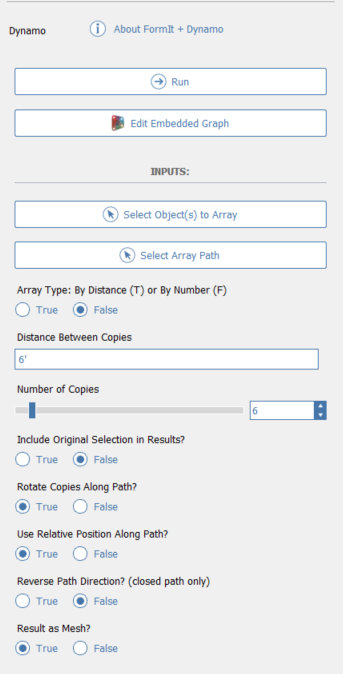 Dynamo
About FormIt + Dynamo
Run
Edit Embedded Graph
INPUTS:
Select Object(s) to Array
Select Array Path
Array Type: By Distance (T) or By Number (F)
True False
Distance Between Copies
6'
Number of Copies
6
Include Original Selection in Results?
True False
Rotate Copies Along Path?
True False
Use Relative Position Along Path?
True False
Reverse Path Direction? (closed path only)
True False
Result as Mesh?
True False